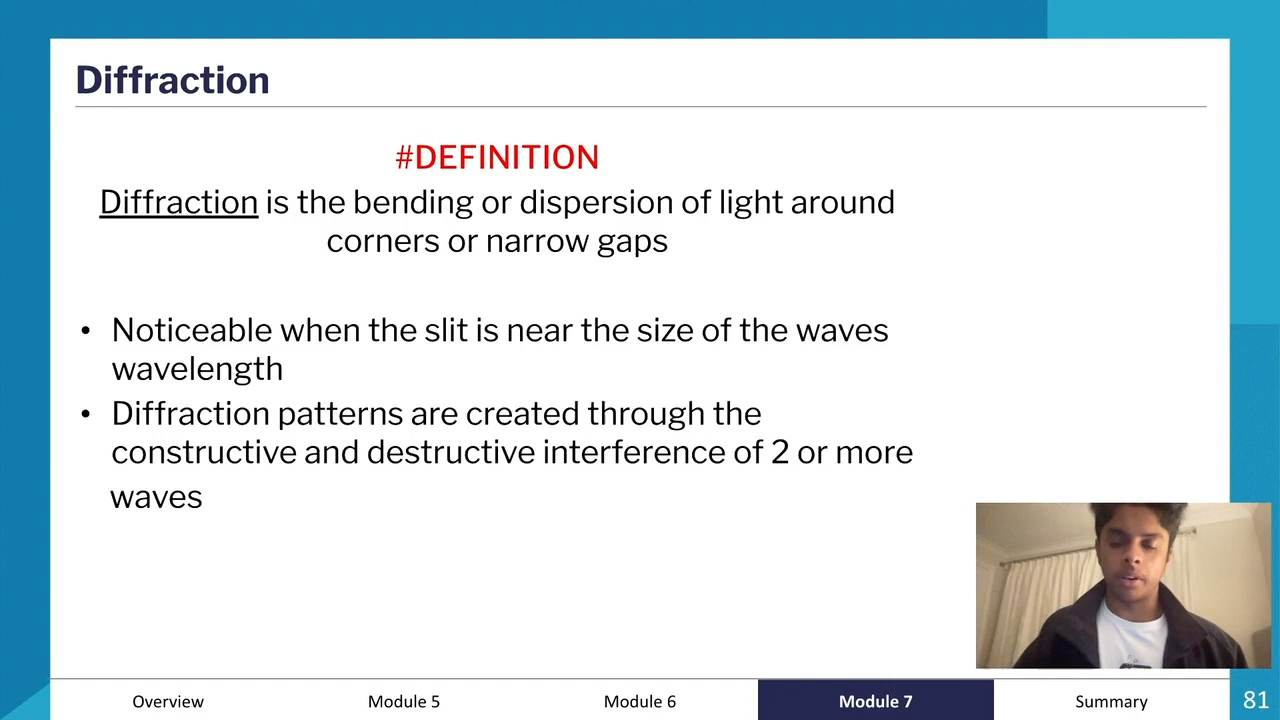 Diffraction
#DEFINITION
Diffraction is the bending or dispersion of light around
corners or narrow gaps
• Noticeable when the slit is near the size of the waves
wavelength
• Diffraction patterns are created through the
constructive and destructive interference of 2 or more
waves
Overview Module 5 Module 6 Module 7 Summary 81